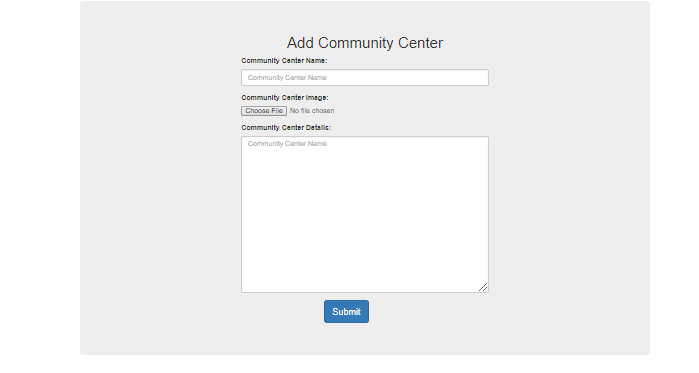 Add Community Center
Community Center Name:
Community Center Name
Community Center Image:
Choose File No file chosen
Community Center Details:
Community Center Name
Submit